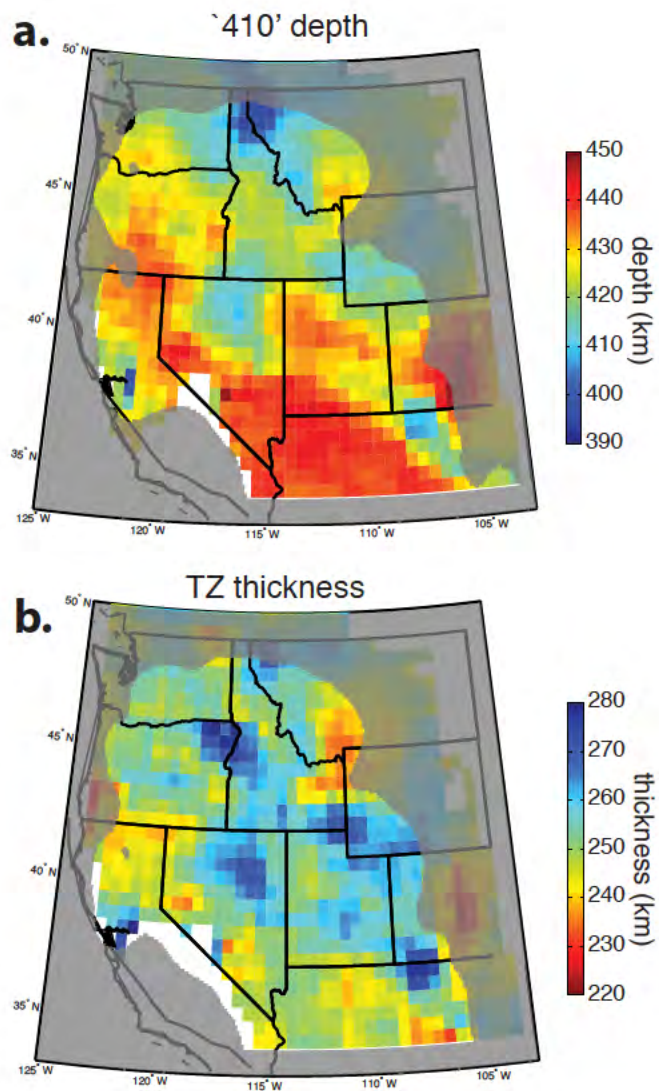 a.
`410' depth
50° N
45° N
40° N
35° N
125° W
120° W
115° W
110° W
105° W
450
440
430
420
410
400
390
depth (km)
b.
TZ thickness
50° N
45° N
40° N
35° N
125° W
120° W
115° W
110° W
105° W
280
270
260
250
240
230
220
thickness (km)